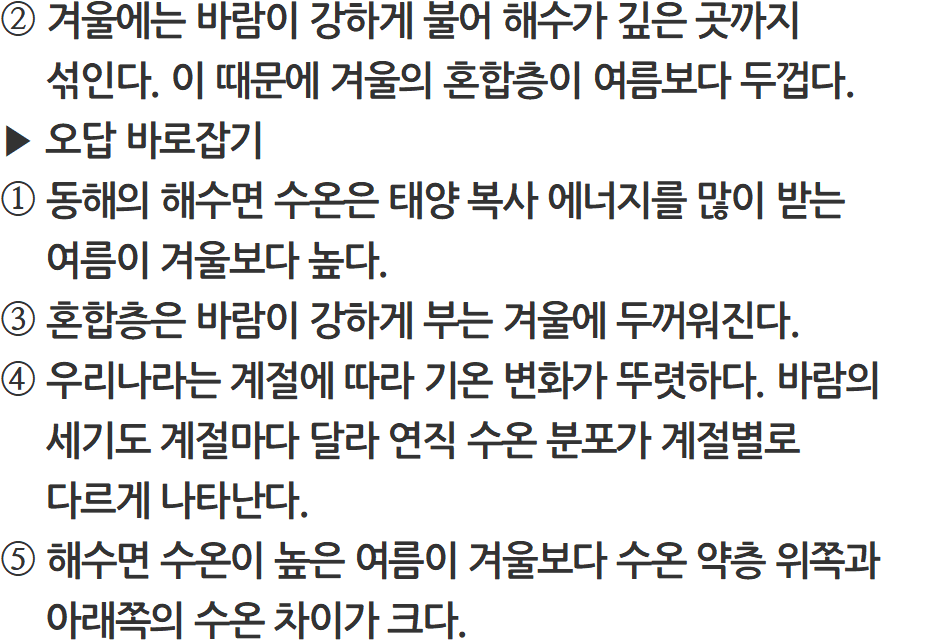 ② 겨울에는 바람이 강하게 불어 해수가 깊은 곳까지
섞인다. 이 때문에 겨울의 혼합층이 여름보다 두껍다.
▶ 오답 바로잡기
① 동해의 해수면 수온은 태양 복사 에너지를 많이 받는
여름이 겨울보다 높다.
③ 혼합층은 바람이 강하게 부는 겨울에 두꺼워진다.
④ 우리나라는 계절에 따라 기온 변화가 뚜렷하다. 바람의
세기도 계절마다 달라 연직 수온 분포가 계절별로
다르게 나타난다.
⑤ 해수면 수온이 높은 여름이 겨울보다 수온 약층 위쪽과
아래쪽의 수온 차이가 크다.